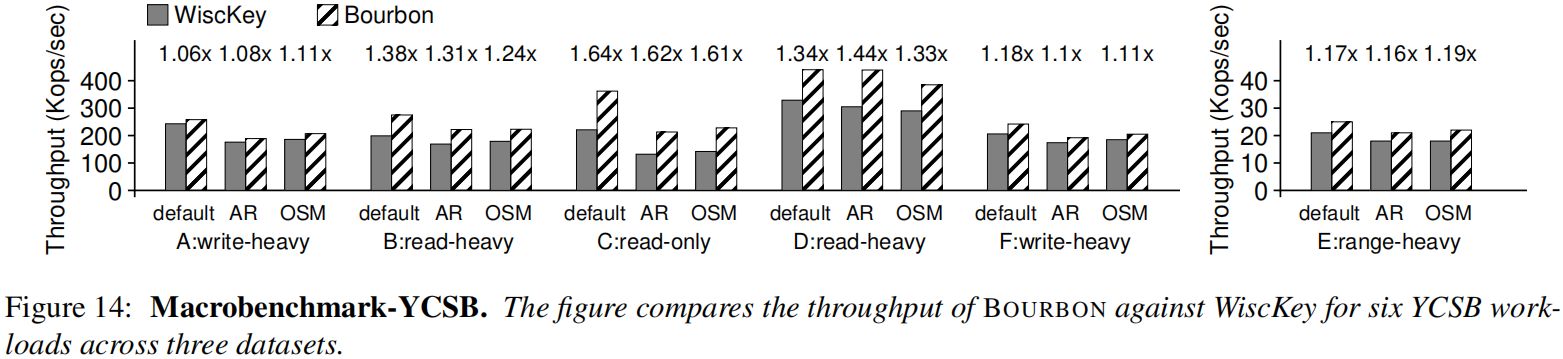 WiscKey Bourbon
Throughput (Kops/sec)
1.06x 1.08x 1.11x 1.38x 1.31x 1.24x 1.64x 1.62x 1.61x 1.34x 1.44x 1.33x 1.18x 1.1x 1.11x
400
300
200
100
0
default AR OSM default AR OSM default AR OSM default AR OSM default AR OSM
A:write-heavy B:read-heavy C:read-only D:read-heavy F:write-heavy
Throughput (Kops/sec)
1.17x 1.16x 1.19x
40
30
20
10
0
default AR OSM
E:range-heavy
Figure 14: Macrobenchmark-YCSB. The figure compares the throughput of BOURBON against WiscKey for six YCSB work-
loads across three datasets.